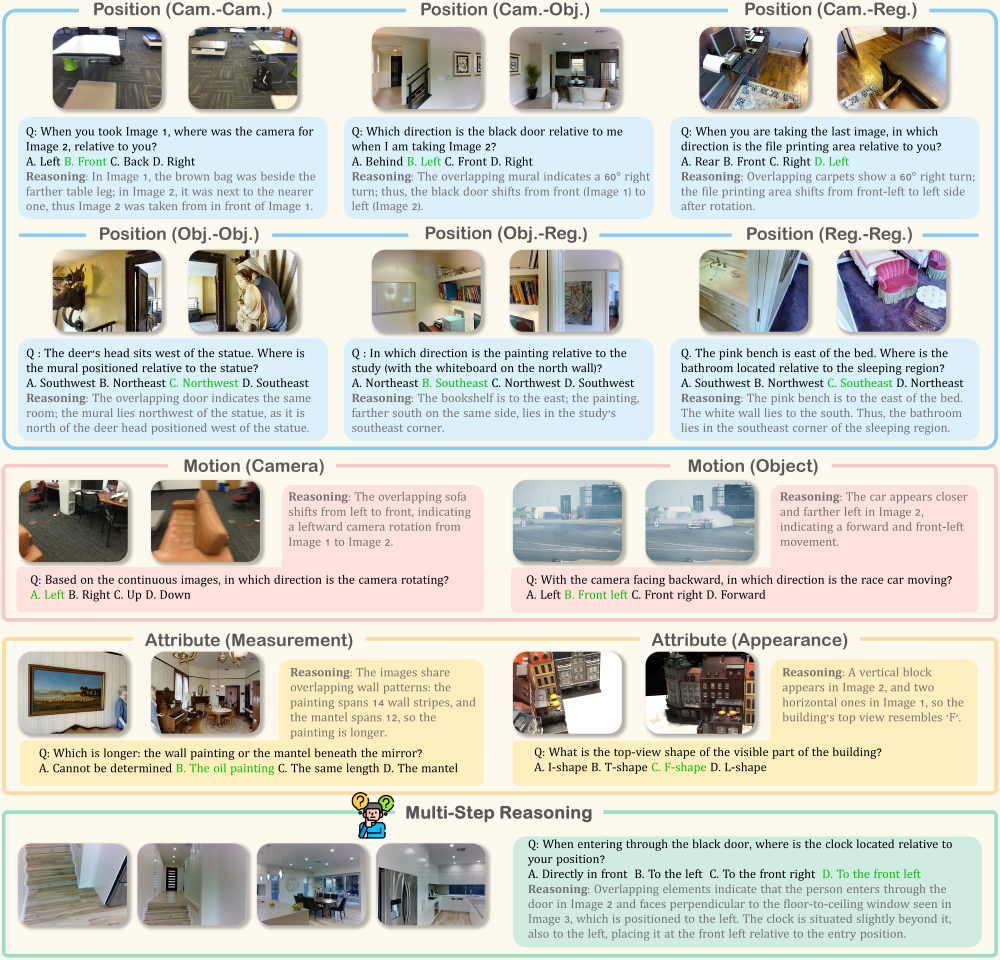 Position (Cam.-Cam.)
Position (Cam.-Obj.)
Position (Cam.-Reg.)
Q: When you took Image 1, where was the camera for
Image 2, relative to you?
A. Left B. Front C. Back D. Right
Reasoning: In Image 1, the brown bag was beside the
farther table leg; in Image 2, it was next to the nearer
one, thus Image 2 was taken from in front of Image 1.
Q: Which direction is the black door relative to me
when I am taking Image 2?
A. Behind B. Left C. Front D. Right
Reasoning: The overlapping mural indicates a 60° right
turn; thus, the black door shifts from front (Image 1) to
left (Image 2).
Q: When you are taking the last image, in which
direction is the file printing area relative to you?
A. Rear B. Front C. Right D. Left
Reasoning: Overlapping carpets show a 60° right turn;
the file printing area shifts from front-left to left side
after rotation.
Position (Obj.-Obj.)
Position (Obj.-Reg.)
Position (Reg.-Reg.)
Q : The deer's head sits west of the statue. Where is
the mural positioned relative to the statue?
A. Southwest B. Northeast C. Northwest D. Southeast
Reasoning: The overlapping door indicates the same
room; the mural lies northwest of the statue, as it is
north of the deer head positioned west of the statue.
Q : In which direction is the painting relative to the
study (with the whiteboard on the north wall)?
A. Northeast B. Southeast C. Northwest D. Southwest
Reasoning: The bookshelf is to the east; the painting,
farther south on the same side, lies in the study's
southeast corner.
Q. The pink bench is east of the bed. Where is the
bathroom located relative to the sleeping region?
A. Southwest B. Northwest C. Southeast D. Northeast
Reasoning: The pink bench is to the east of the bed.
The white wall lies to the south. Thus, the bathroom
lies in the southeast corner of the sleeping region.
Motion (Camera)
Motion (Object)
Reasoning: The overlapping sofa
shifts from left to front, indicating
a leftward camera rotation from
Image 1 to Image 2.
Q: Based on the continuous images, in which direction is the camera rotating?
A. Left B. Right C. Up D. Down
Reasoning: The car appears closer
and farther left in Image 2,
indicating a forward and front-left
movement.
Q: With the camera facing backward, in which direction is the race car moving?
A. Left B. Front left C. Front right D. Forward
Attribute (Measurement)
Attribute (Appearance)
Reasoning: The images share
overlapping wall patterns: the
painting spans 14 wall stripes, and
the mantel spans 12, so the
painting is longer.
Q: Which is longer: the wall painting or the mantel beneath the mirror?
A. Cannot be determined B. The oil painting C. The same length D. The mantel
Reasoning: A vertical block
appears in Image 2, and two
horizontal ones in Image 1, so the
building's top view resembles 'F'.
Q: What is the top-view shape of the visible part of the building?
A. I-shape B. T-shape C. F-shape D. L-shape
Multi-Step Reasoning
Q: When entering through the black door, where is the clock located relative to
your position?
A. Directly in front B. To the left C. To the front right D. To the front left
Reasoning: Overlapping elements indicate that the person enters through the
door in Image 2 and faces perpendicular to the floor-to-ceiling window seen in
Image 3, which is positioned to the left. The clock is situated slightly beyond it,
also to the left, placing it at the front left relative to the entry position.